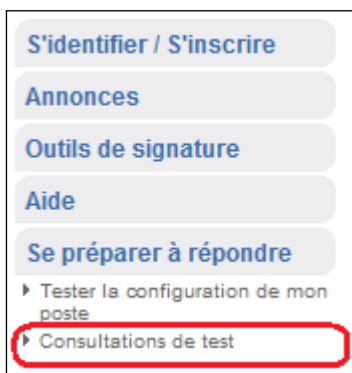 S'identifier / S'inscrire
Annonces
Outils de signature
Aide
Se préparer à répondre
Tester la configuration de mon
poste
Consultations de test